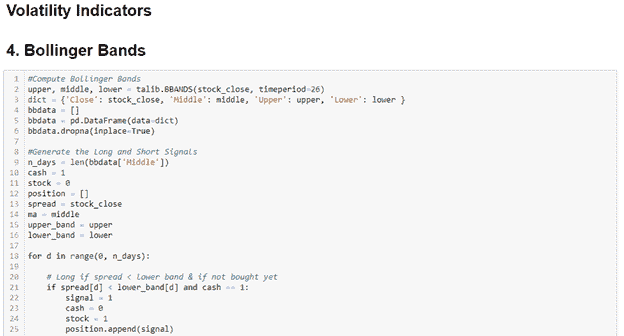 Volatility Indicators
4. Bollinger Bands
1 #Compute Bollinger Bands
2 upper, middle, lower = talib.BBANDS(stock_close, timeperiod=26)
3 dict = {'Close': stock_close, 'Middle': middle, 'Upper': upper, 'Lower': lower }
4 bbdata = []
5 bbdata = pd.DataFrame(data=dict)
6 bbdata.dropna(inplace=True)
7
8 #Generate the Long and Short Signals
9 n_days = len(bbdata['Middle'])
10 cash = 1
11 stock = 0
12 position = []
13 spread = stock_close
14 ma = middle
15 upper_band = upper
16 lower_band = lower
17
18 for d in range(0, n_days):
19
20 # Long if spread < lower band & if not bought yet
21 if spread[d] < lower_band[d] and cash == 1:
22 signal = 1
23 cash = 0
24 stock = 1
25 position.append(signal)